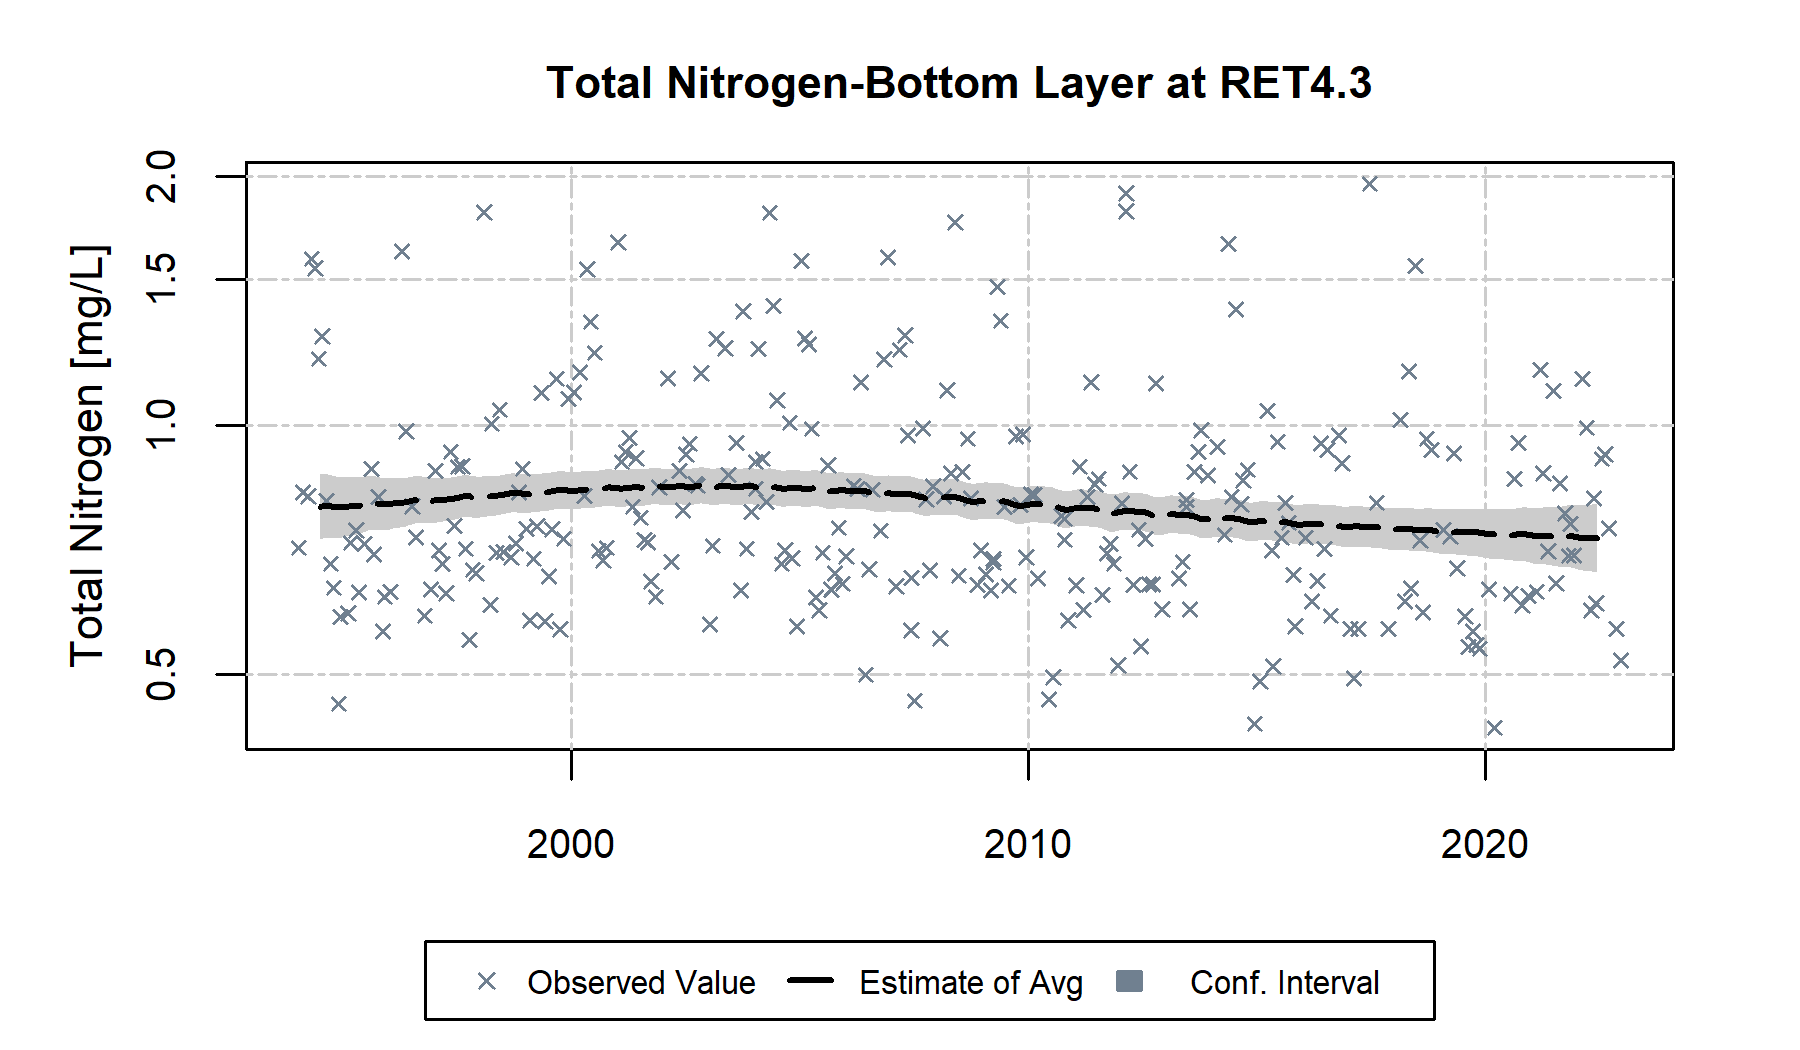 Total Nitrogen-Bottom Layer at RET4.3
Total Nitrogen [mg/L]
2.0
1.5
1.0
0.5
2000 2010 2020
Observed Value Estimate of Avg Conf. Interval